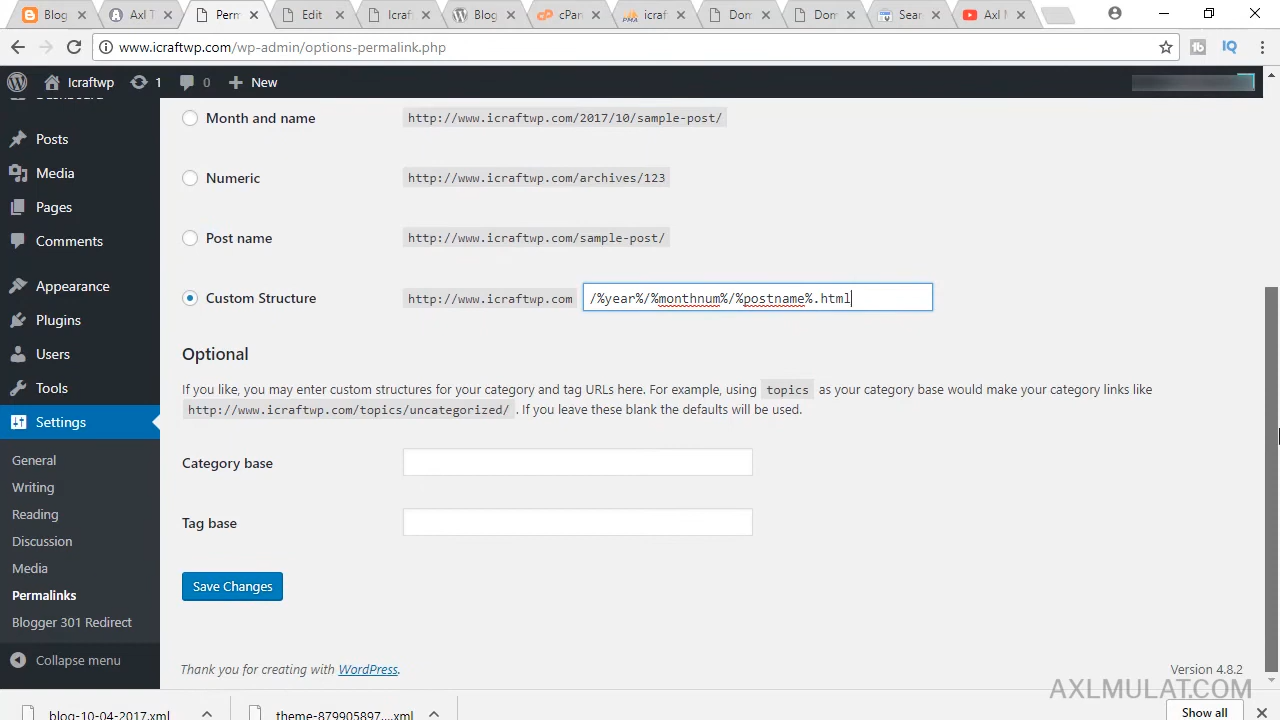 Blog
Axl T
Perm
Edit
Icraf
Blog
cPan
icraf
Dom
Dom
Sear
Axl M
www.icraftwp.com/wp-admin/options-permalink.php
Icraftwp
1
0
New
Posts
Media
Pages
Comments
Appearance
Plugins
Users
Tools
Settings
General
Writing
Reading
Discussion
Media
Permalinks
Blogger 301 Redirect
Collapse menu
Month and name http://www.icraftwp.com/2017/10/sample-post/
Numeric http://www.icraftwp.com/archives/123
Post name http://www.icraftwp.com/sample-post/
Custom Structure http://www.icraftwp.com /%year%/%monthnum%/%postname%.html
Optional
If you like, you may enter custom structures for your category and tag URLs here. For example, using topics as your category base would make your category links like
http://www.icraftwp.com/topics/uncategorized/ . If you leave these blank the defaults will be used.
Category base
Tag base
Save Changes
Thank you for creating with WordPress.
Version 4.8.2
AXLMULAT.COM
blog-10-04-2017.xml
theme-879905897....xml
Show all